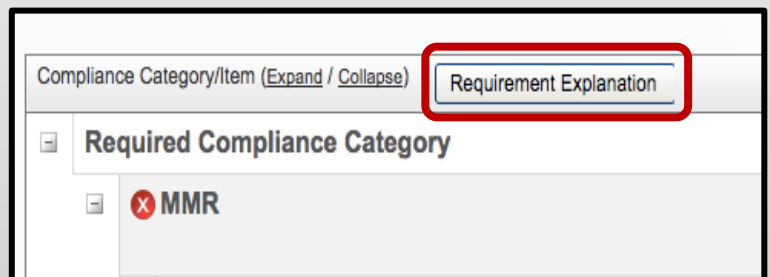 Compliance Category/Item (Expand / Collapse) Requirement Explanation
Required Compliance Category
MMR